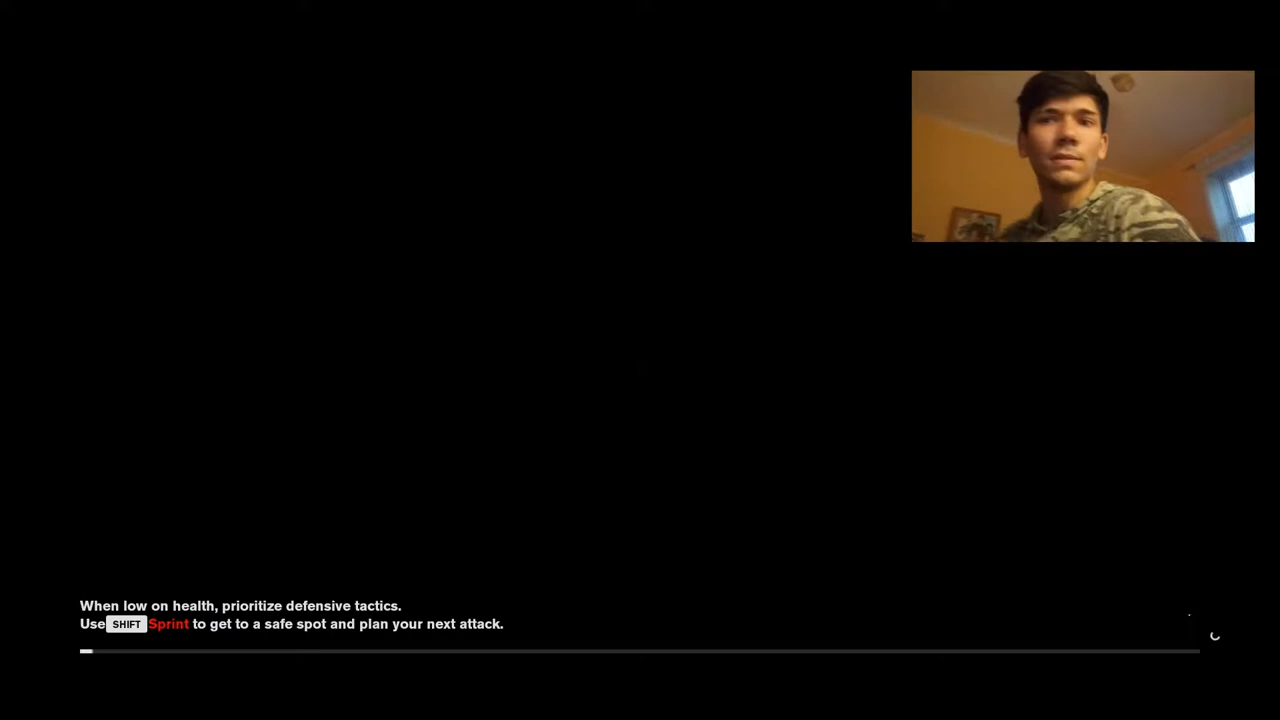 When low on health, prioritize defensive tactics.
Use SHIFT Sprint to get to a safe spot and plan your next attack.